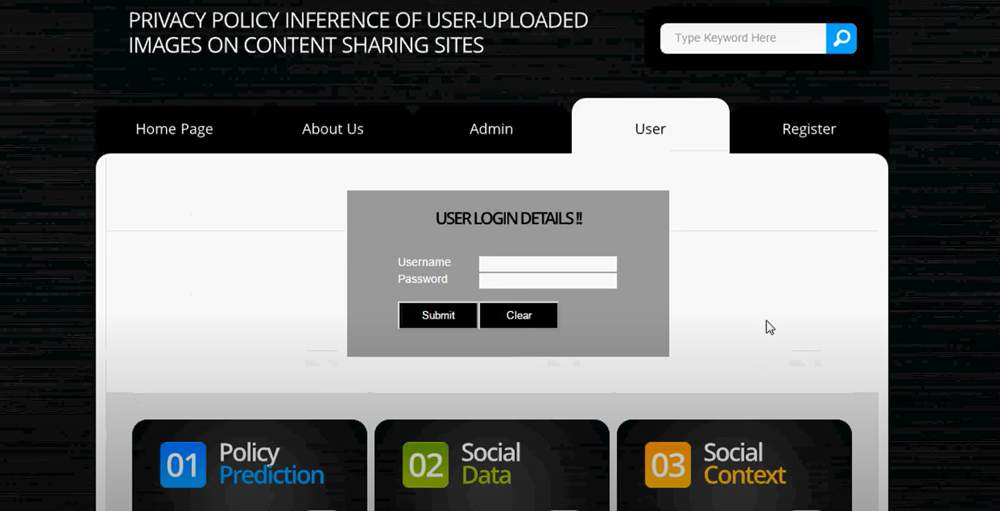 PRIVACY POLICY INFERENCE OF USER-UPLOADED
IMAGES ON CONTENT SHARING SITES
Type Keyword Here
Home Page
About Us
Admin
User
Register
USER LOGIN DETAILS !!
Username
Password
Submit
Clear
01
Policy
Prediction
02
Social
Data
03
Social
Context